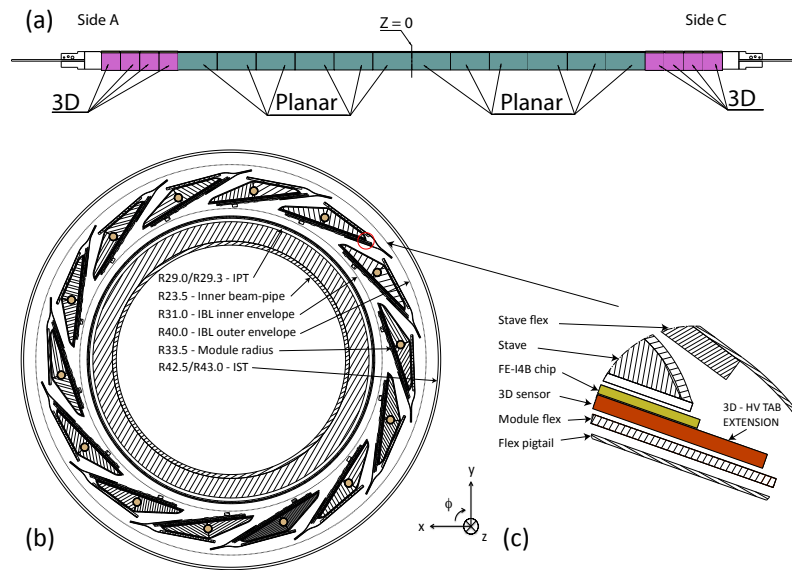 (a)
Side A
Z = 0
Side C
3D
Planar
Planar
3D
R29.0/R29.3 - IPT
R23.5 - Inner beam-pipe
R31.0 - IBL inner envelope
R40.0 - IBL outer envelope
R33.5 - Module radius
R42.5/R43.0 - IST
Stave flex
Stave
FE-I4B chip
3D sensor
Module flex
Flex pigtail
3D - HV TAB
EXTENSION
y
ϕ
x
z
(b)
(c)